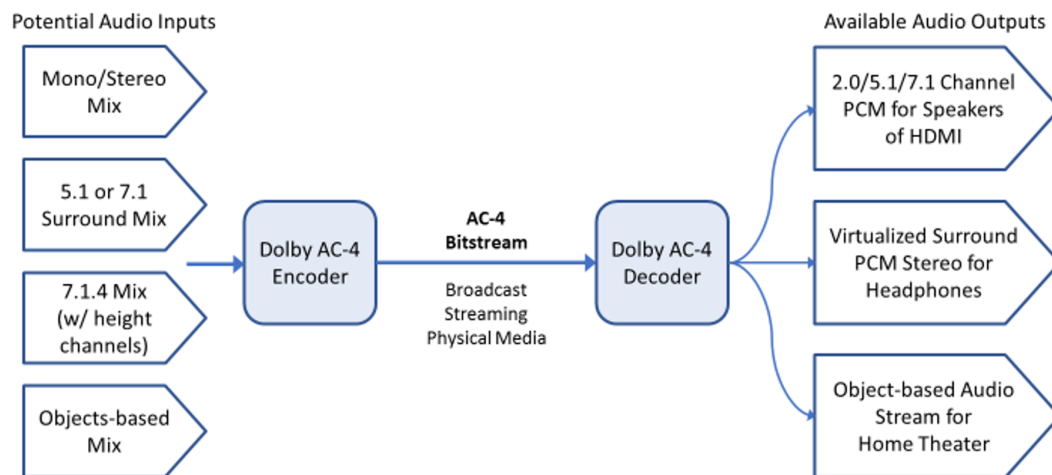 Potential Audio Inputs
Mono/Stereo
Mix
5.1 or 7.1
Surround Mix
7.1.4 Mix
(w/ height
channels)
Objects-based
Mix
Dolby AC-4
Encoder
AC-4
Bitstream
Broadcast
Streaming
Physical Media
Dolby AC-4
Decoder
Available Audio Outputs
2.0/5.1/7.1 Channel
PCM for Speakers
of HDMI
Virtualized Surround
PCM Stereo for
Headphones
Object-based Audio
Stream for
Home Theater